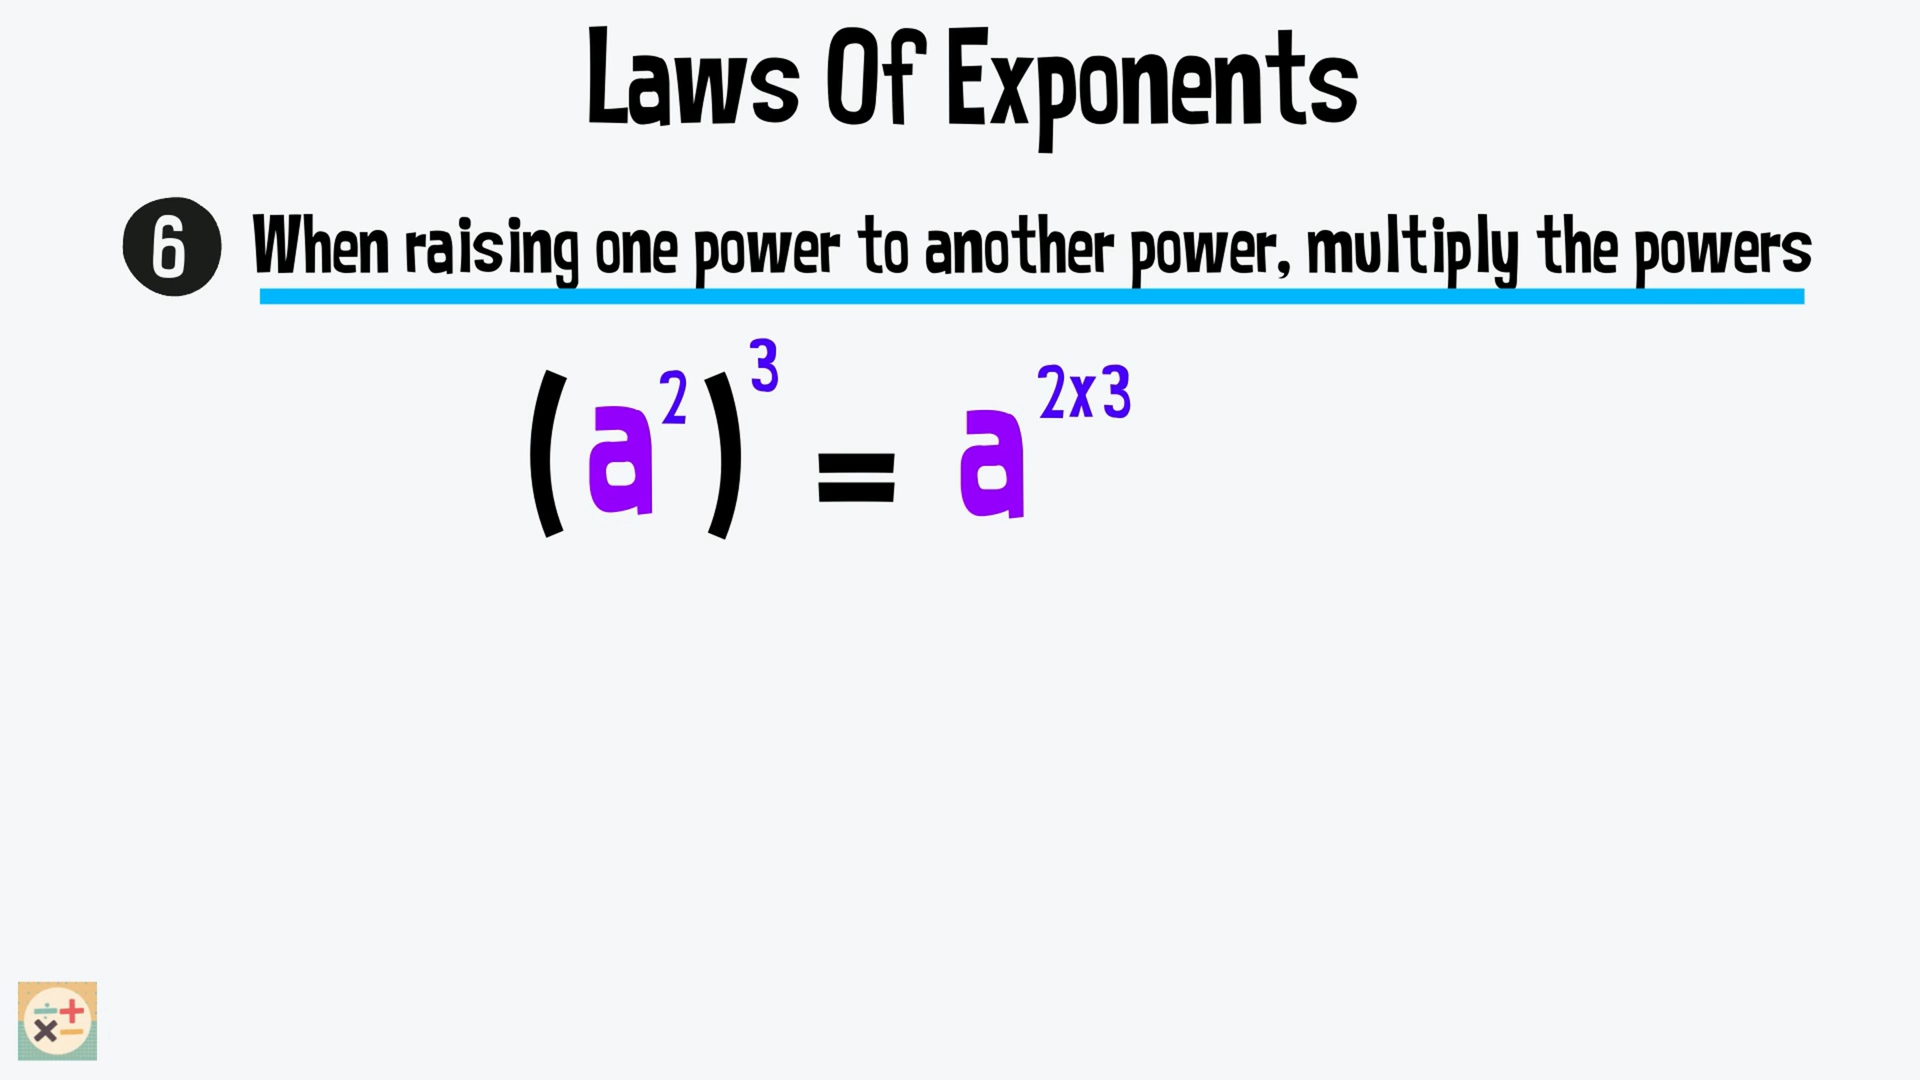 Laws Of Exponents
6 When raising one power to another power, multiply the powers
(a²)³ = a²ˣ³